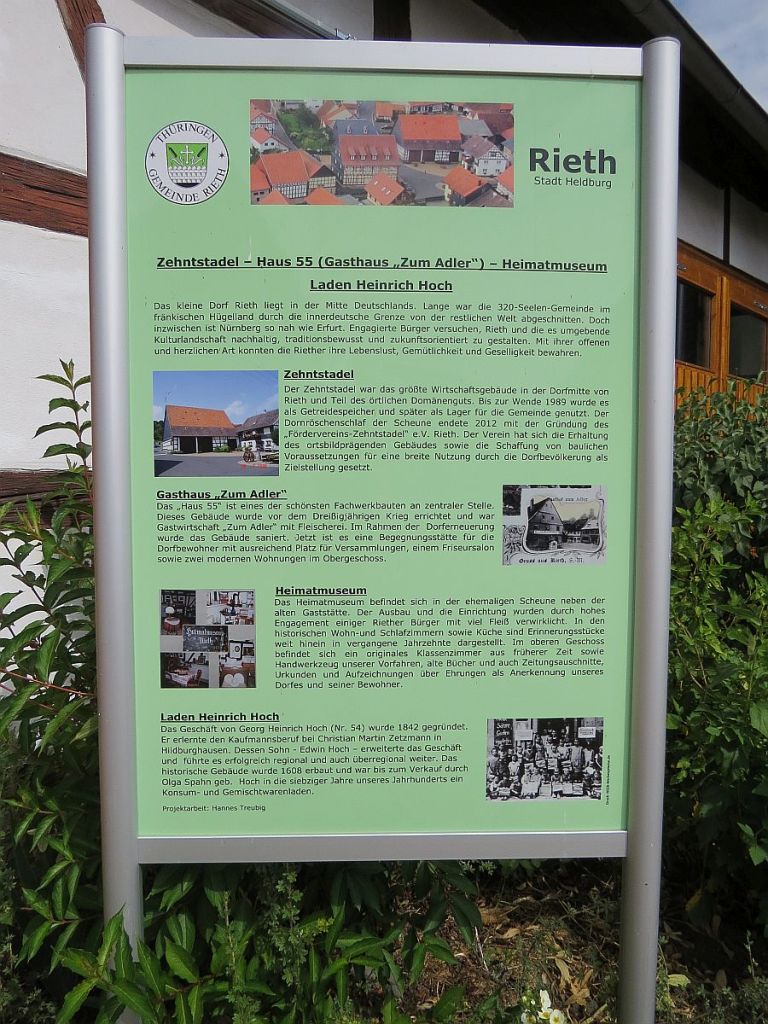 THÜRINGEN
GEMEINDE RIETH
Rieth
Stadt Heldburg
Zehntstadel – Haus 55 (Gasthaus „Zum Adler“) – Heimatmuseum
Laden Heinrich Hoch
Das kleine Dorf Rieth liegt in der Mitte Deutschlands. Lange war die 320-Seelen-Gemeinde im
fränkischen Hügelland durch die innerdeutsche Grenze von der restlichen Welt abgeschnitten. Doch
inzwischen ist Nürnberg so nah wie Erfurt. Engagierte Bürger versuchen, Rieth und die es umgebende
Kulturlandschaft nachhaltig, traditionsbewusst und zukunftsorientiert zu gestalten. Mit ihrer offenen
und herzlichen Art konnten die Riether ihre Lebenslust, Gemütlichkeit und Geselligkeit bewahren.
Zehntstadel
Der Zehntstadel war das größte Wirtschaftsgebäude in der Dorfmitte von
Rieth und Teil des örtlichen Domänenguts. Bis zur Wende 1989 wurde es
als Getreidespeicher und später als Lager für die Gemeinde genutzt. Der
Dornröschenschlaf der Scheune endete 2012 mit der Gründung des
„Fördervereins-Zehntstadel“ e.V. Rieth. Der Verein hat sich die Erhaltung
des ortsbildprägenden Gebäudes sowie die Schaffung von baulichen
Voraussetzungen für eine breite Nutzung durch die Dorfbevölkerung als
Zielstellung gesetzt.
Gasthaus „Zum Adler“
Das „Haus 55“ ist eines der schönsten Fachwerkbauten an zentraler Stelle.
Dieses Gebäude wurde vor dem Dreißigjährigen Krieg errichtet und war
Gastwirtschaft „Zum Adler“ mit Fleischerei. Im Rahmen der Dorferneuerung
wurde das Gebäude saniert. Jetzt ist es eine Begegnungsstätte für die
Dorfbewohner mit ausreichend Platz für Versammlungen, einem Friseursalon
sowie zwei modernen Wohnungen im Obergeschoss.
Gruss aus Rieth, S.-M.
Heimatmuseum
Das Heimatmuseum befindet sich in der ehemaligen Scheune neben der
alten Gaststätte. Der Ausbau und die Einrichtung wurden durch hohes
Engagement einiger Riether Bürger mit viel Fleiß verwirklicht. In den
historischen Wohn-und Schlafzimmern sowie Küche sind Erinnerungsstücke
weit hinein in vergangene Jahrzehnte dargestellt. Im oberen Geschoss
befindet sich ein originales Klassenzimmer aus früherer Zeit sowie
Handwerkzeug unserer Vorfahren, alte Bücher und auch Zeitungsauschnitte,
Urkunden und Aufzeichnungen über Ehrungen als Anerkennung unseres
Dorfes und seiner Bewohner.
Heimatmuseum
Rieth
Laden Heinrich Hoch
Das Geschäft von Georg Heinrich Hoch (Nr. 54) wurde 1842 gegründet.
Er erlernte den Kaufmannsberuf bei Christian Martin Zetzmann in
Hildburghausen. Dessen Sohn - Edwin Hoch – erweiterte das Geschäft
und führte es erfolgreich regional und auch überregional weiter. Das
historische Gebäude wurde 1608 erbaut und war bis zum Verkauf durch
Olga Spahn geb. Hoch in die siebziger Jahre unseres Jahrhunderts ein
Konsum- und Gemischtwarenladen.
Projektarbeit: Hannes Treubig